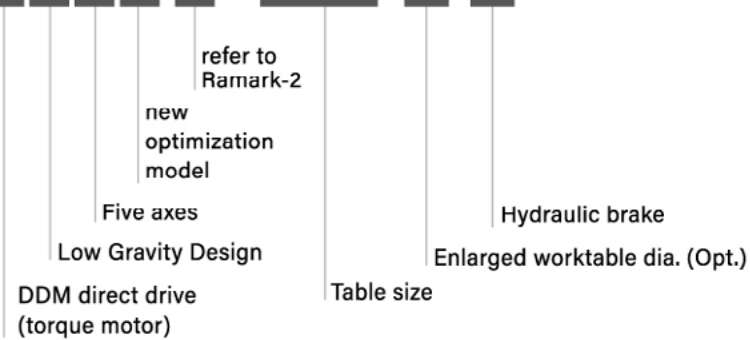 refer to
Ramark-2
new
optimization
model
Five axes
Hydraulic brake
Low Gravity Design
Enlarged worktable dia. (Opt.)
DDM direct drive
(torque motor)
Table size